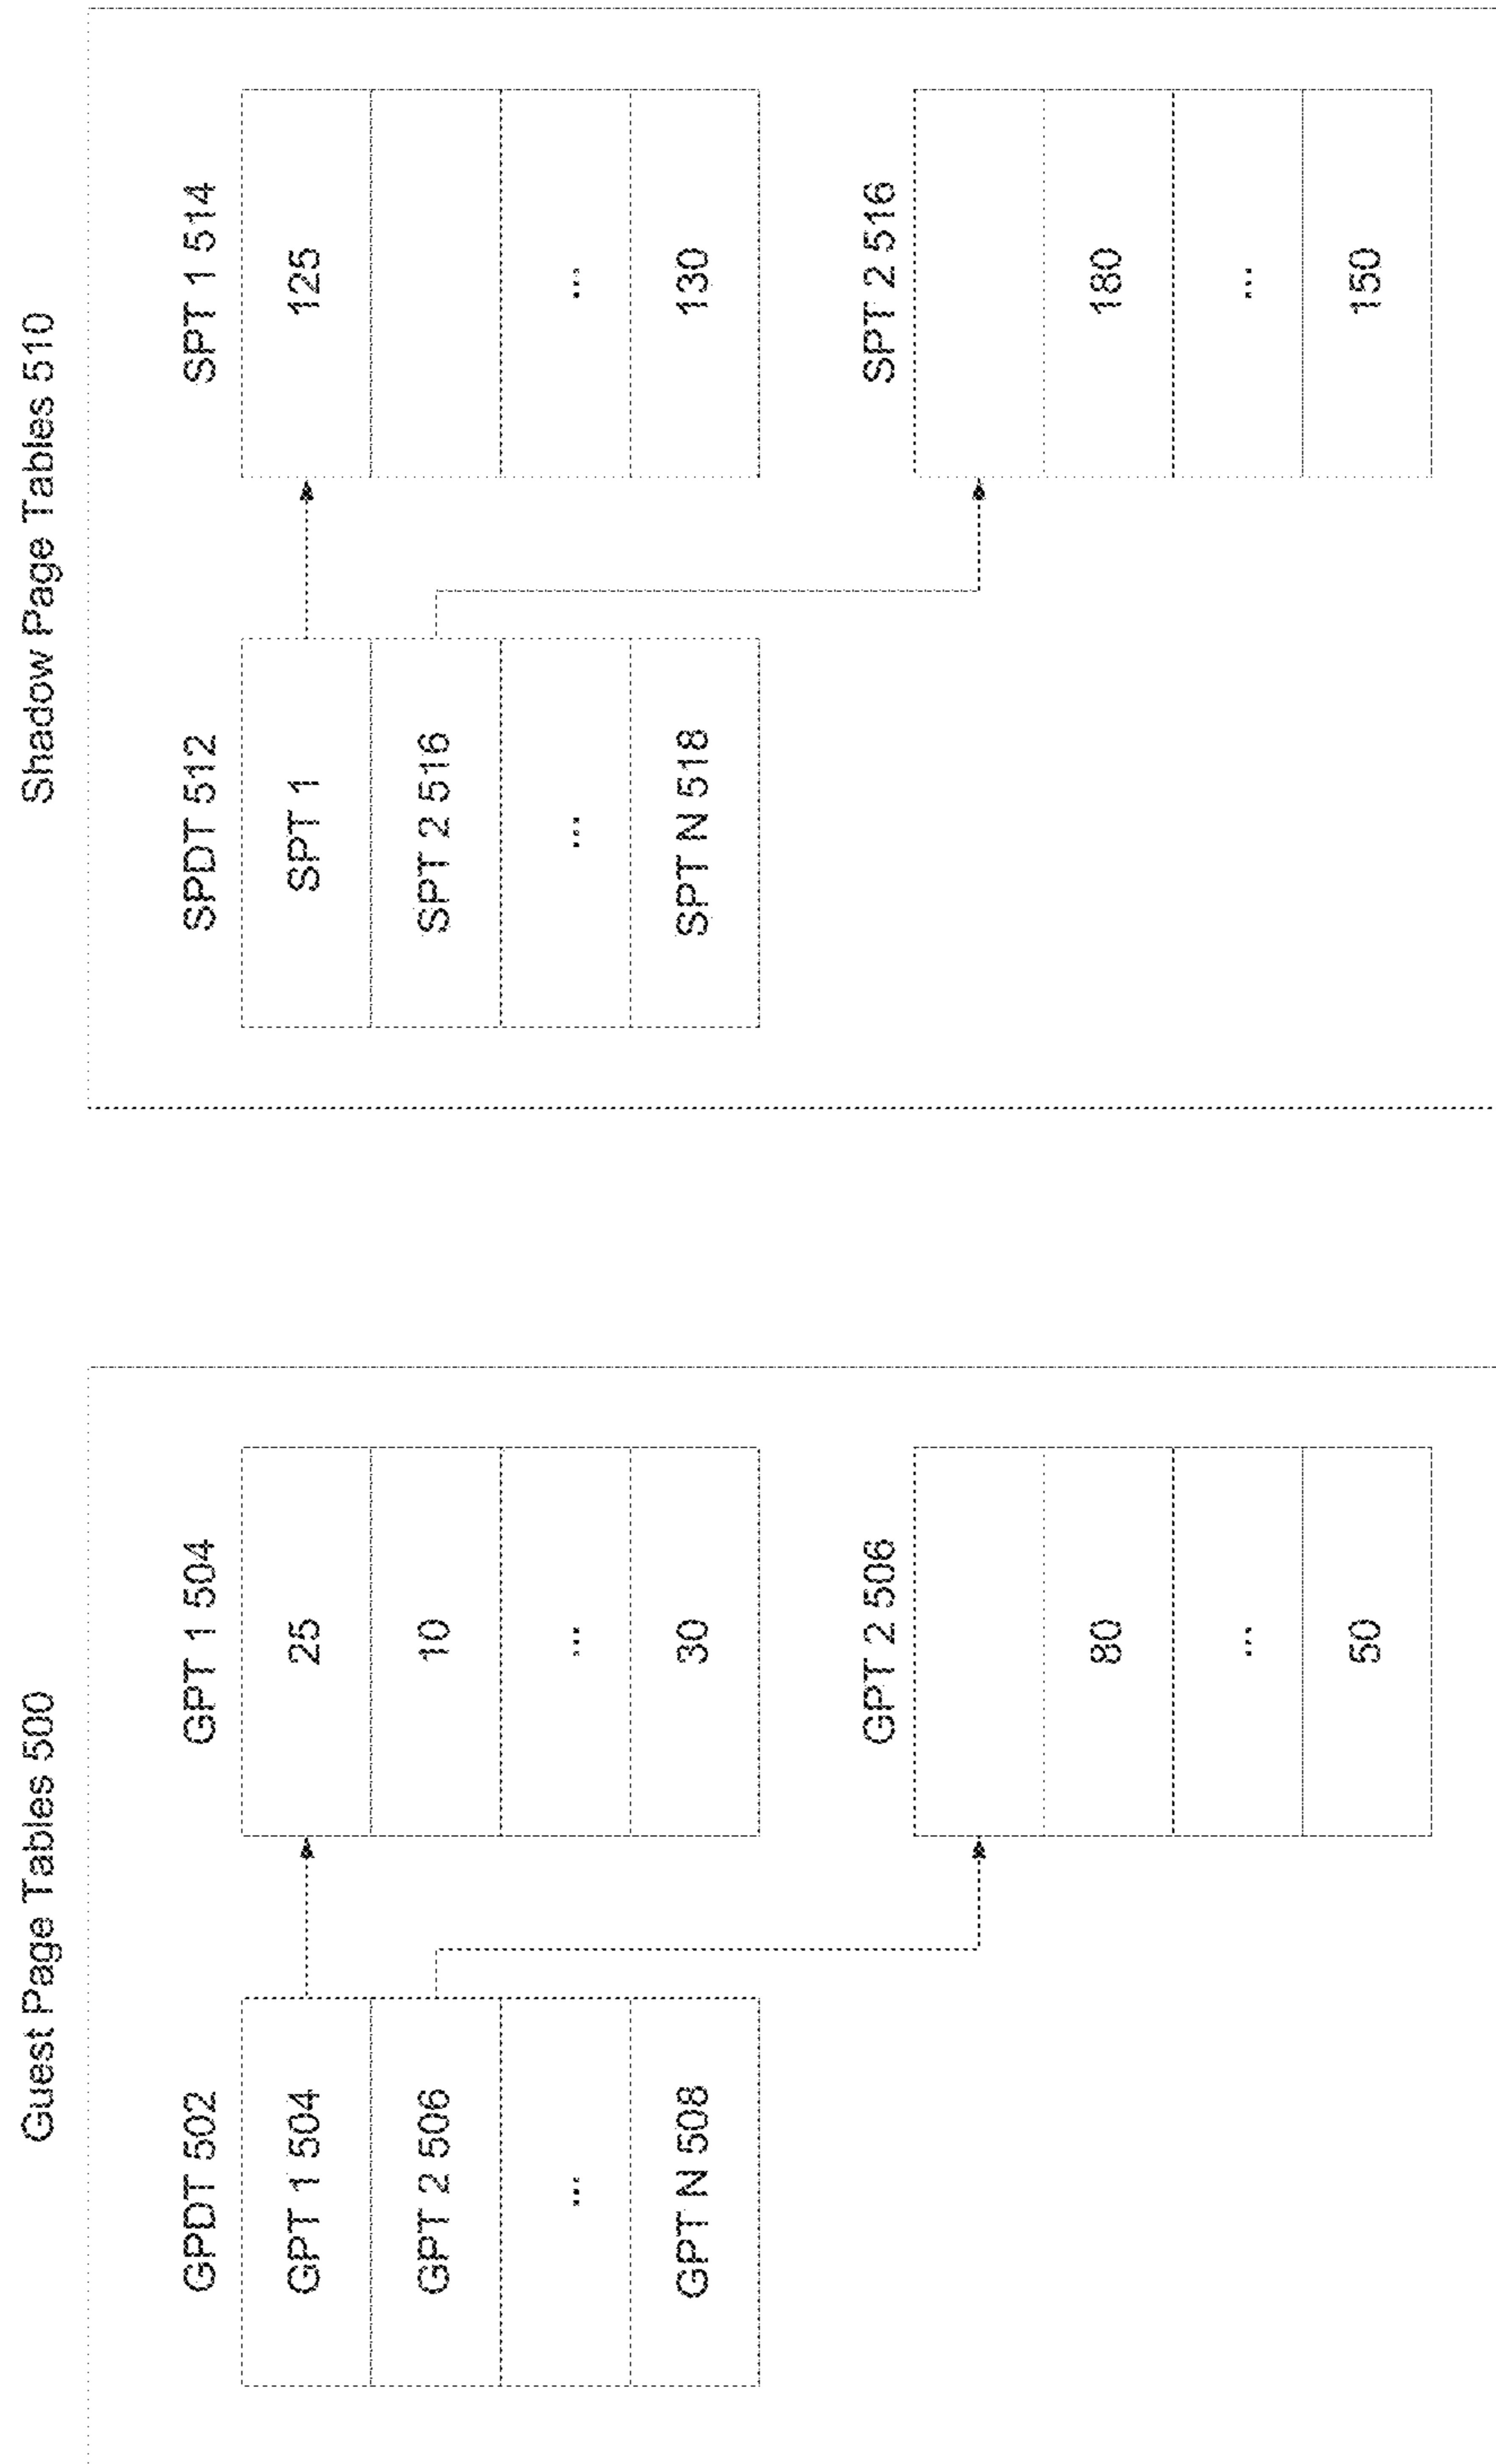 Guest Page Tables 500
GPDT 502
GPT 1 504
GPT 2 506
...
GPT N 508
GPT 1 504
25
10
...
30
GPT 2 506
80
...
50
Shadow Page Tables 510
SPDT 512
SPT 1
SPT 2 516
...
SPT N 518
SPT 1 514
125
...
130
SPT 2 516
180
...
150